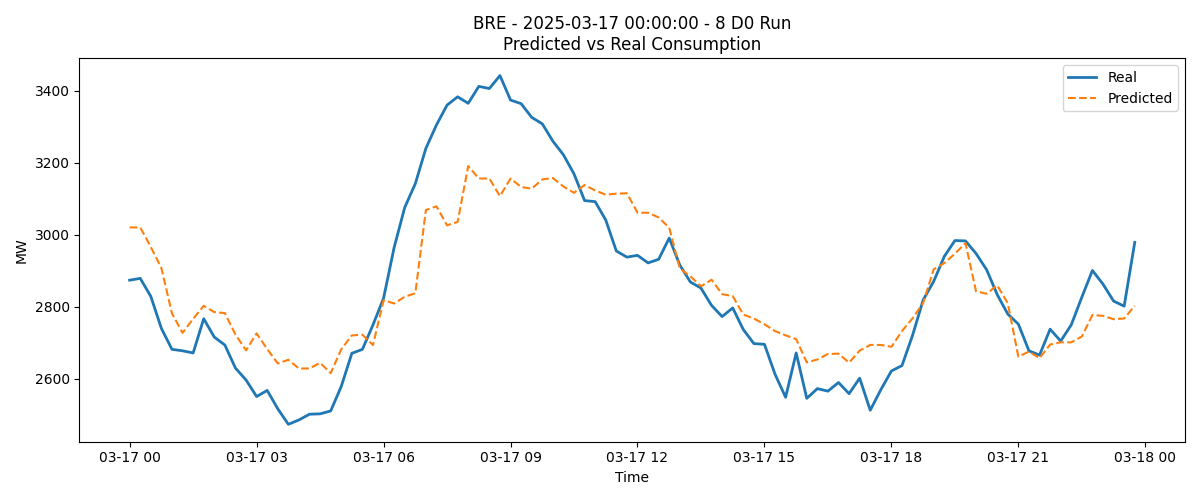 BRE - 2025-03-17 00:00:00 - 8 D0 Run
Predicted vs Real Consumption
Real
Predicted
MW
3400
3200
3000
2800
2600
03-17 00
03-17 03
03-17 06
03-17 09
03-17 12
03-17 15
03-17 18
03-17 21
03-18 00
Time